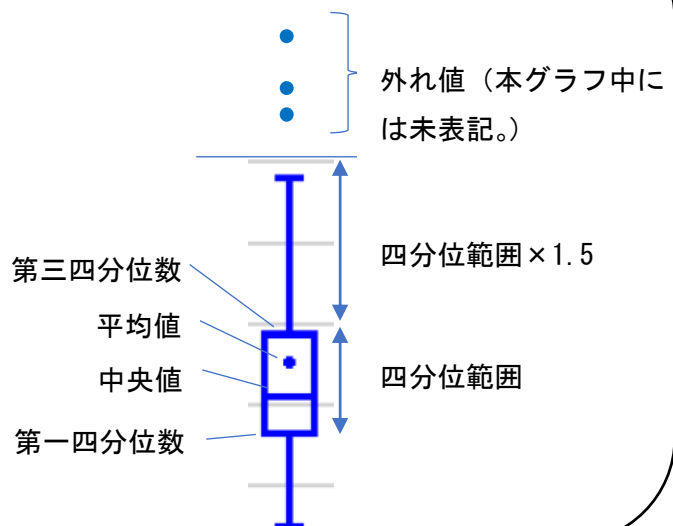 外れ値（本グラフ中に
は未表記。）
四分位範囲×1.5
第三四分位数
平均値
中央値
四分位範囲
第一四分位数